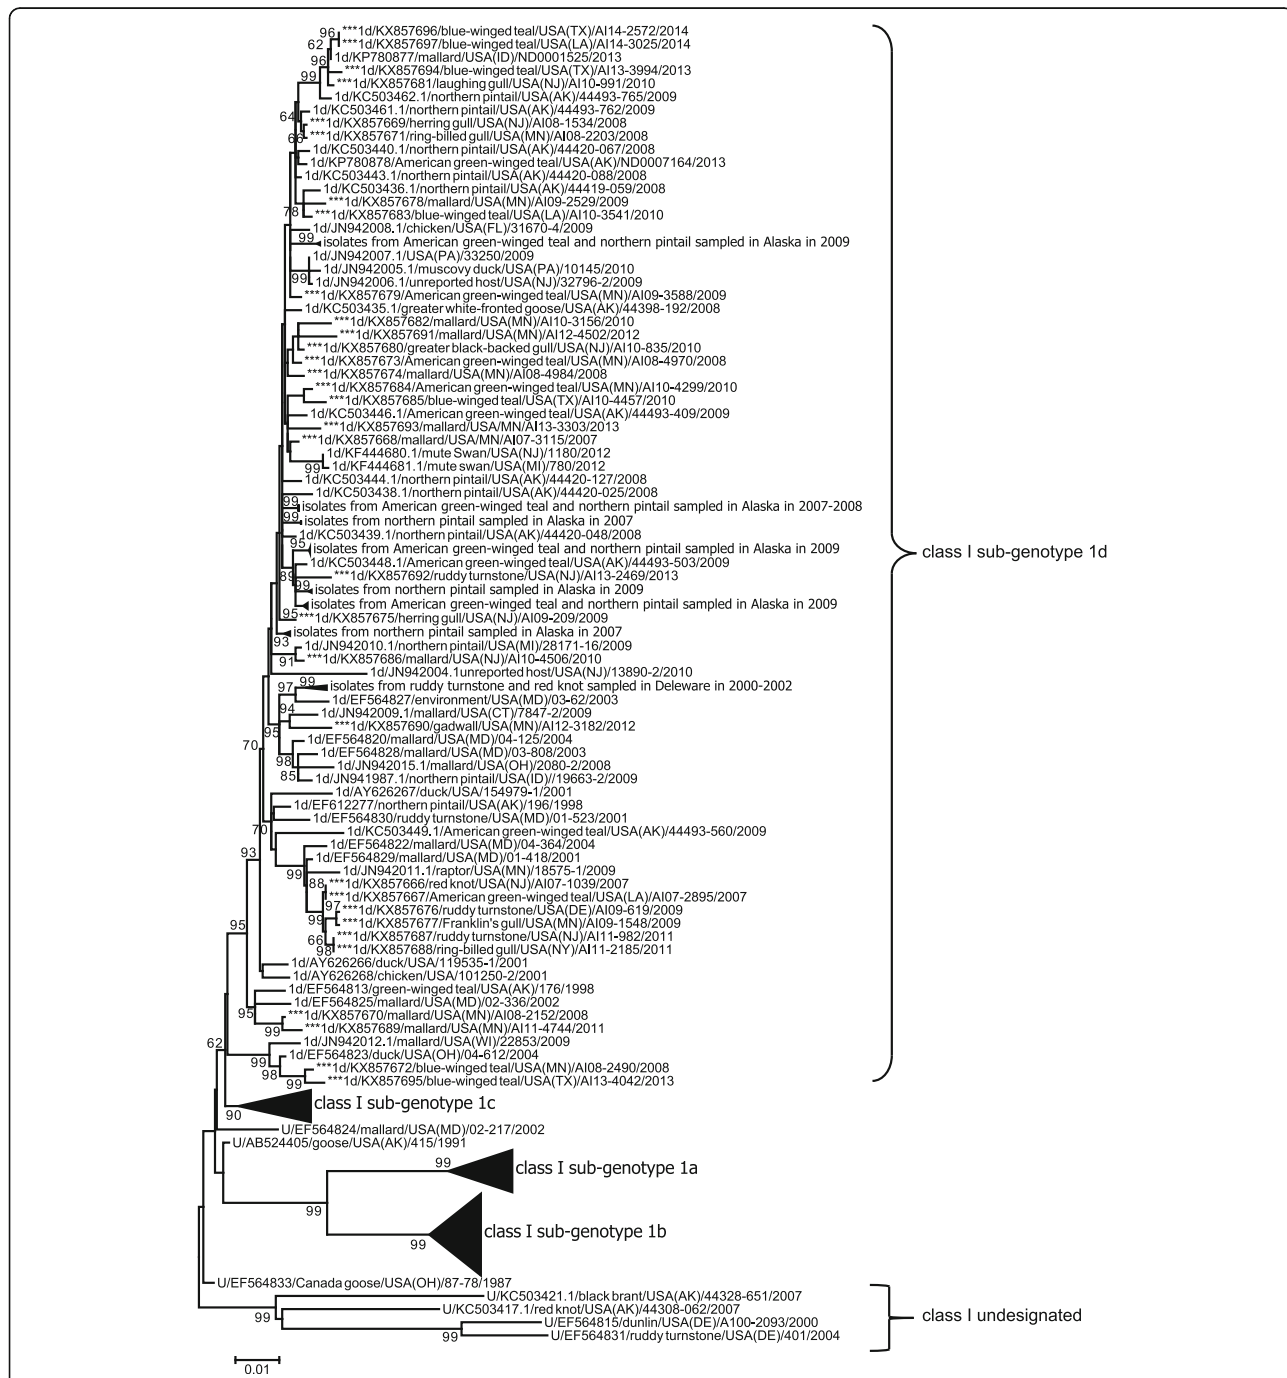 96
***1d/KX857696/blue-winged teal/USA(TX)/AI14-2572/2014
62
***1d/KX857697/blue-winged teal/USA(LA)/AI14-3025/2014
1d/KP780877/mallard/USA(ID)/ND0001525/2013
96
***1d/KX857694/blue-winged teal/USA(TX)/AI13-3994/2013
99
***1d/KX857681/laughing gull/USA(NJ)/AI10-991/2010
1d/KC503462.1/northern pintail/USA(AK)/44493-765/2009
1d/KC503461.1/northern pintail/USA(AK)/44493-762/2009
64
***1d/KX857669/herring gull/USA(NJ)/AI08-1534/2008
66
***1d/KX857671/ring-billed gull/USA(MN)/AI08-2203/2008
1d/KC503440.1/northern pintail/USA(AK)/44420-067/2008
1d/KP780878/American green-winged teal/USA(AK)/ND0007164/2013
1d/KC503443.1/northern pintail/USA(AK)/44420-088/2008
1d/KC503436.1/northern pintail/USA(AK)/44419-059/2008
***1d/KX857678/mallard/USA(MN)/AI09-2529/2009
78
***1d/KX857683/blue-winged teal/USA(LA)/AI10-3541/2010
1d/JN942008.1/chicken/USA(FL)/31670-4/2009
99
isolates from American green-winged teal and northern pintail sampled in Alaska in 2009
1d/JN942007.1/USA(PA)/33250/2009
1d/JN942005.1/muscovy duck/USA(PA)/10145/2010
99
1d/JN942006.1/unreported host/USA(NJ)/32796-2/2009
***1d/KX857679/American green-winged teal/USA(MN)/AI09-3588/2009
1d/KC503435.1/greater white-fronted goose/USA(AK)/44398-192/2008
***1d/KX857682/mallard/USA(MN)/AI10-3156/2010
***1d/KX857691/mallard/USA(MN)/AI12-4502/2012
***1d/KX857680/greater black-backed gull/USA(NJ)/AI10-835/2010
***1d/KX857673/American green-winged teal/USA(MN)/AI08-4970/2008
***1d/KX857674/mallard/USA(MN)/AI08-4984/2008
***1d/KX857684/American green-winged teal/USA(MN)/AI10-4299/2010
***1d/KX857685/blue-winged teal/USA(TX)/AI10-4457/2010
1d/KC503446.1/American green-winged teal/USA(AK)/44493-409/2009
***1d/KX857693/mallard/USA/MN/AI13-3303/2013
***1d/KX857668/mallard/USA/MN/AI07-3115/2007
1d/KF444680.1/mute Swan/USA(NJ)/1180/2012
99
1d/KF444681.1/mute swan/USA(MI)/780/2012
1d/KC503444.1/northern pintail/USA(AK)/44420-127/2008
1d/KC503438.1/northern pintail/USA(AK)/44420-025/2008
99
isolates from American green-winged teal and northern pintail sampled in Alaska in 2007-2008
99
isolates from northern pintail sampled in Alaska in 2007
1d/KC503439.1/northern pintail/USA(AK)/44420-048/2008
95
isolates from American green-winged teal and northern pintail sampled in Alaska in 2009
class I sub-genotype 1d
1d/KC503448.1/American green-winged teal/USA(AK)/44493-503/2009
89
***1d/KX857692/ruddy turnstone/USA(NJ)/AI13-2469/2013
99
isolates from northern pintail sampled in Alaska in 2009
isolates from American green-winged teal and northern pintail sampled in Alaska in 2009
95
***1d/KX857675/herring gull/USA(NJ)/AI09-209/2009
isolates from northern pintail sampled in Alaska in 2007
93
1d/JN942010.1/northern pintail/USA(MI)/28171-16/2009
91
***1d/KX857686/mallard/USA(NJ)/AI10-4506/2010
1d/JN942004.1unreported host/USA(NJ)/13890-2/2010
99
isolates from ruddy turnstone and red knot sampled in Deleware in 2000-2002
97
1d/EF564827/environment/USA(MD)/03-62/2003
94
1d/JN942009.1/mallard/USA(CT)/7847-2/2009
***1d/KX857690/gadwall/USA(MN)/AI12-3182/2012
95
1d/EF564820/mallard/USA(MD)/04-125/2004
70
1d/EF564828/mallard/USA(MD)/03-808/2003
98
1d/JN942015.1/mallard/USA(OH)/2080-2/2008
85
1d/JN941987.1/northern pintail/USA(ID)//19663-2/2009
1d/AY626267/duck/USA/154979-1/2001
1d/EF612277/northern pintail/USA(AK)/196/1998
1d/EF564830/ruddy turnstone/USA(MD)/01-523/2001
70
1d/KC503449.1/American green-winged teal/USA(AK)/44493-560/2009
1d/EF564822/mallard/USA(MD)/04-364/2004
93
1d/EF564829/mallard/USA(MD)/01-418/2001
99
1d/JN942011.1/raptor/USA(MN)/18575-1/2009
88
***1d/KX857666/red knot/USA(NJ)/AI07-1039/2007
***1d/KX857667/American green-winged teal/USA(LA)/AI07-2895/2007
97
***1d/KX857676/ruddy turnstone/USA(DE)/AI09-619/2009
99
***1d/KX857677/Franklin's gull/USA(MN)/AI09-1548/2009
95
66
***1d/KX857687/ruddy turnstone/USA(NJ)/AI11-982/2011
98
***1d/KX857688/ring-billed gull/USA(NY)/AI11-2185/2011
1d/AY626266/duck/USA/119535-1/2001
1d/AY626268/chicken/USA/101250-2/2001
1d/EF564813/green-winged teal/USA(AK)/176/1998
1d/EF564825/mallard/USA(MD)/02-336/2002
95
***1d/KX857670/mallard/USA(MN)/AI08-2152/2008
99
***1d/KX857689/mallard/USA(MN)/AI11-4744/2011
62
1d/JN942012.1/mallard/USA(WI)/22853/2009
99
1d/EF564823/duck/USA(OH)/04-612/2004
98
***1d/KX857672/blue-winged teal/USA(MN)/AI08-2490/2008
99
***1d/KX857695/blue-winged teal/USA(TX)/AI13-4042/2013
class I sub-genotype 1c
90
U/EF564824/mallard/USA(MD)/02-217/2002
U/AB524405/goose/USA(AK)/415/1991
99
class I sub-genotype 1a
99
class I sub-genotype 1b
99
U/EF564833/Canada goose/USA(OH)/87-78/1987
U/KC503421.1/black brant/USA(AK)/44328-651/2007
U/KC503417.1/red knot/USA(AK)/44308-062/2007
99
class I undesignated
U/EF564815/dunlin/USA(DE)/A100-2093/2000
99
U/EF564831/ruddy turnstone/USA(DE)/401/2004
0.01